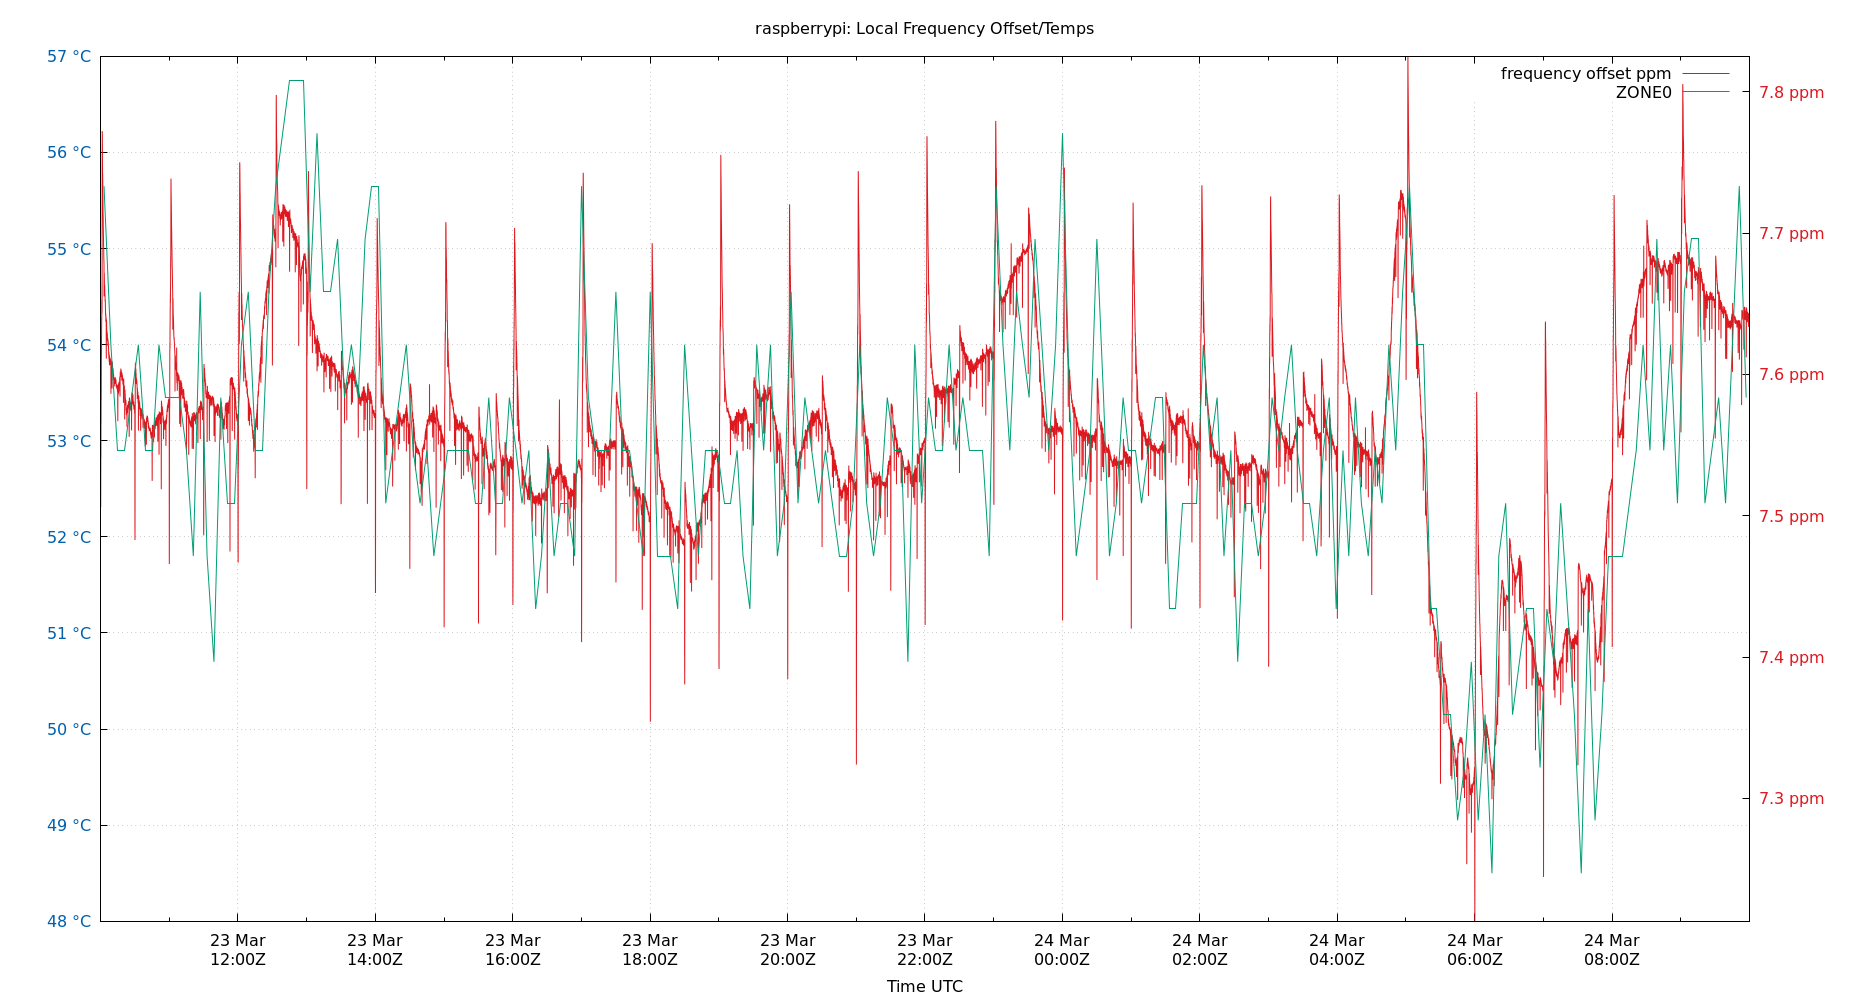 raspberrypi: Local Frequency Offset/Temps
frequency offset ppm
ZONE0
57 °C
56 °C
55 °C
54 °C
53 °C
52 °C
51 °C
50 °C
49 °C
48 °C
7.8 ppm
7.7 ppm
7.6 ppm
7.5 ppm
7.4 ppm
7.3 ppm
23 Mar
12:00Z
23 Mar
14:00Z
23 Mar
16:00Z
23 Mar
18:00Z
23 Mar
20:00Z
23 Mar
22:00Z
24 Mar
00:00Z
24 Mar
02:00Z
24 Mar
04:00Z
24 Mar
06:00Z
24 Mar
08:00Z
Time UTC